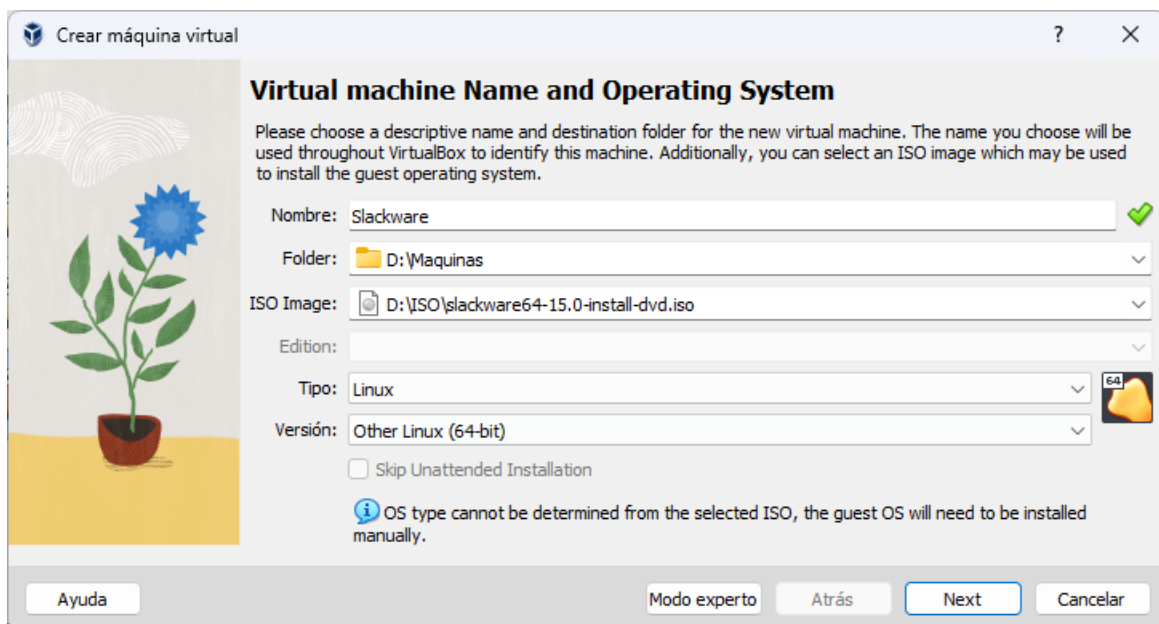 Crear máquina virtual
?
Virtual machine Name and Operating System
Please choose a descriptive name and destination folder for the new virtual machine. The name you choose will be
used throughout VirtualBox to identify this machine. Additionally, you can select an ISO image which may be used
to install the guest operating system.
Nombre: Slackware
Folder: D:\Maquinas
ISO Image: D:\ISO\slackware64-15.0-install-dvd.iso
Edition:
Tipo: Linux
64
Versión: Other Linux (64-bit)
Skip Unattended Installation
OS type cannot be determined from the selected ISO, the guest OS will need to be installed
manually.
Ayuda Modo experto Atrás Next Cancelar